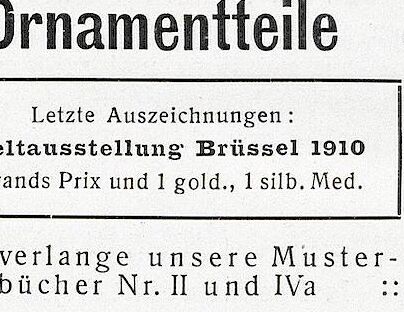 Ornamentteile
Letzte Auszeichnungen:
eltausstellung Brüssel 1910
rands Prix und 1 gold., 1 silb. Med.
verlange unsere Muster-
bücher Nr. II und IVa ::